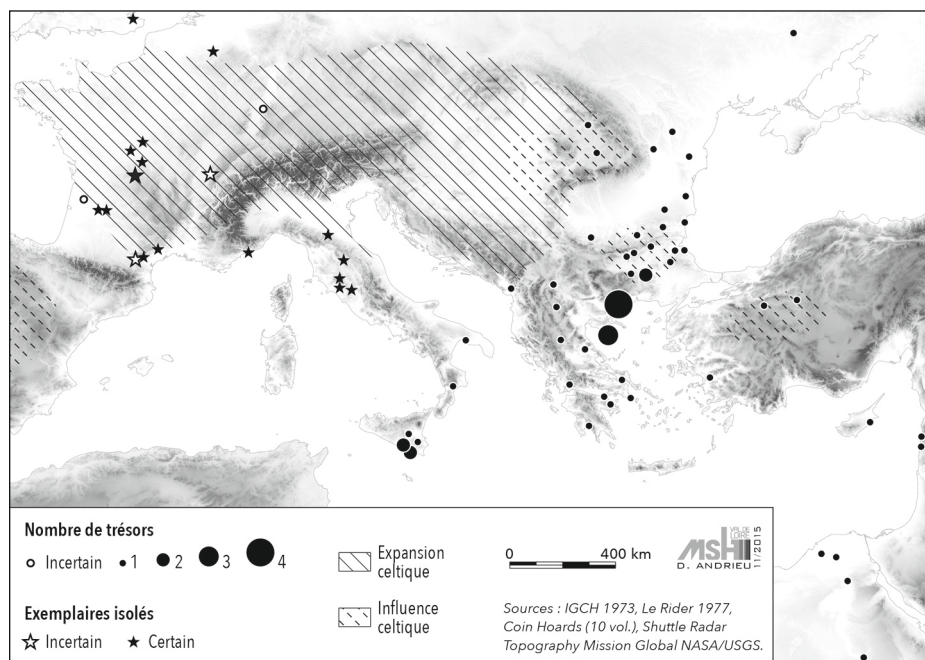 Nombre de trésors
Incertain 1 2 3 4
Exemplaires isolés
Incertain Certain
Expansion
celtique
Influence
celtique
0 400 km
MSH VAL DE LOIRE
D. ANDRIEU
11/2015
Sources : IGCH 1973, Le Rider 1977,
Coin Hoards (10 vol.), Shuttle Radar
Topography Mission Global NASA/USGS.